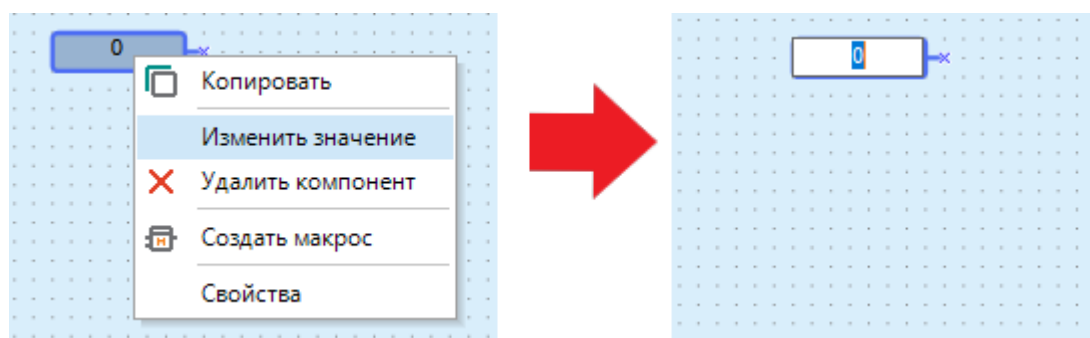 0
Копировать
Изменить значение
Удалить компонент
Создать макрос
Свойства
0